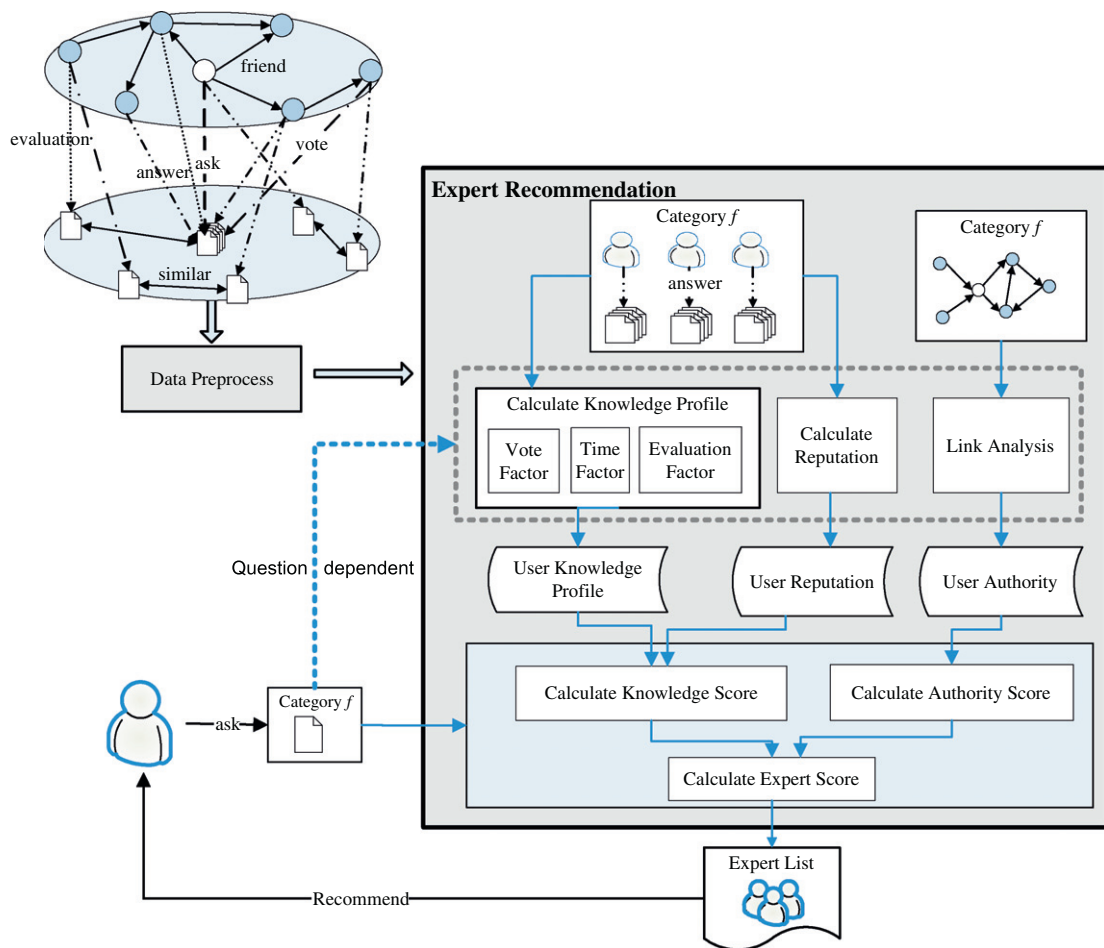 friend
evaluation
vote
ask
answer
similar
Data Preprocess
Expert Recommendation
Category f
answer
Category f
Calculate Knowledge Profile
Vote
Factor
Time
Factor
Evaluation
Factor
Calculate
Reputation
Link Analysis
Question dependent
User Knowledge
Profile
User Reputation
User Authority
Calculate Knowledge Score
Calculate Authority Score
Calculate Expert Score
ask
Category f
Expert List
Recommend